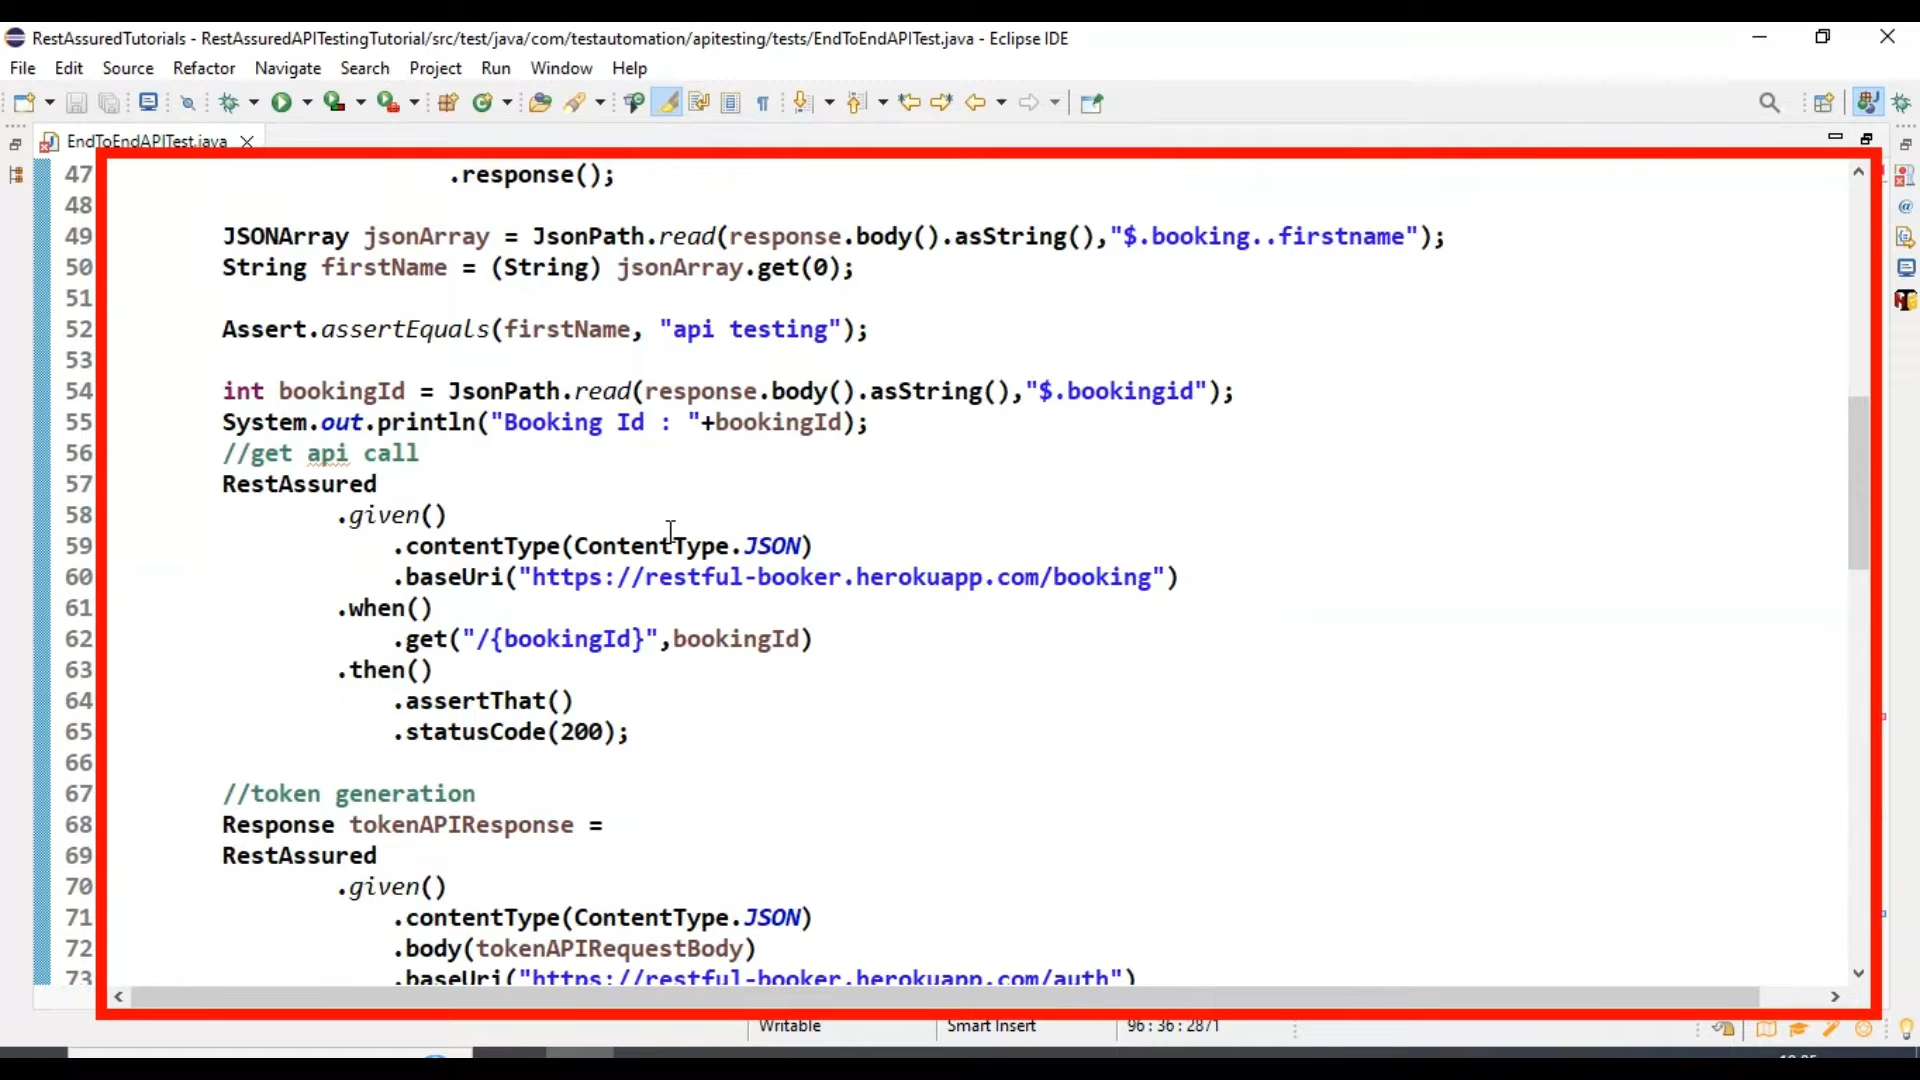 RestAssuredTutorials - RestAssuredAPITestingTutorial/src/test/java/com/testautomation/apitesting/tests/EndToEndAPITest.java - Eclipse IDE
File Edit Source Refactor Navigate Search Project Run Window Help
EndToEndAPITest.java
47 .response();
48
49 JSONArray jsonArray = JsonPath.read(response.body().asString(),"$.booking..firstname");
50 String firstName = (String) jsonArray.get(0);
51
52 Assert.assertEquals(firstName, "api testing");
53
54 int bookingId = JsonPath.read(response.body().asString(),"$.bookingid");
55 System.out.println("Booking Id : "+bookingId);
56 //get api call
57 RestAssured
58 .given()
59 .contentType(ContentType.JSON)
60 .baseUri("https://restful-booker.herokuapp.com/booking")
61 .when()
62 .get("/{bookingId}",bookingId)
63 .then()
64 .assertThat()
65 .statusCode(200);
66
67 //token generation
68 Response tokenAPIResponse =
69 RestAssured
70 .given()
71 .contentType(ContentType.JSON)
72 .body(tokenAPIRequestBody)
73 .baseUri("https://restful-booker.herokuapp.com/auth")
Writable Smart Insert 96 : 36 : 2871